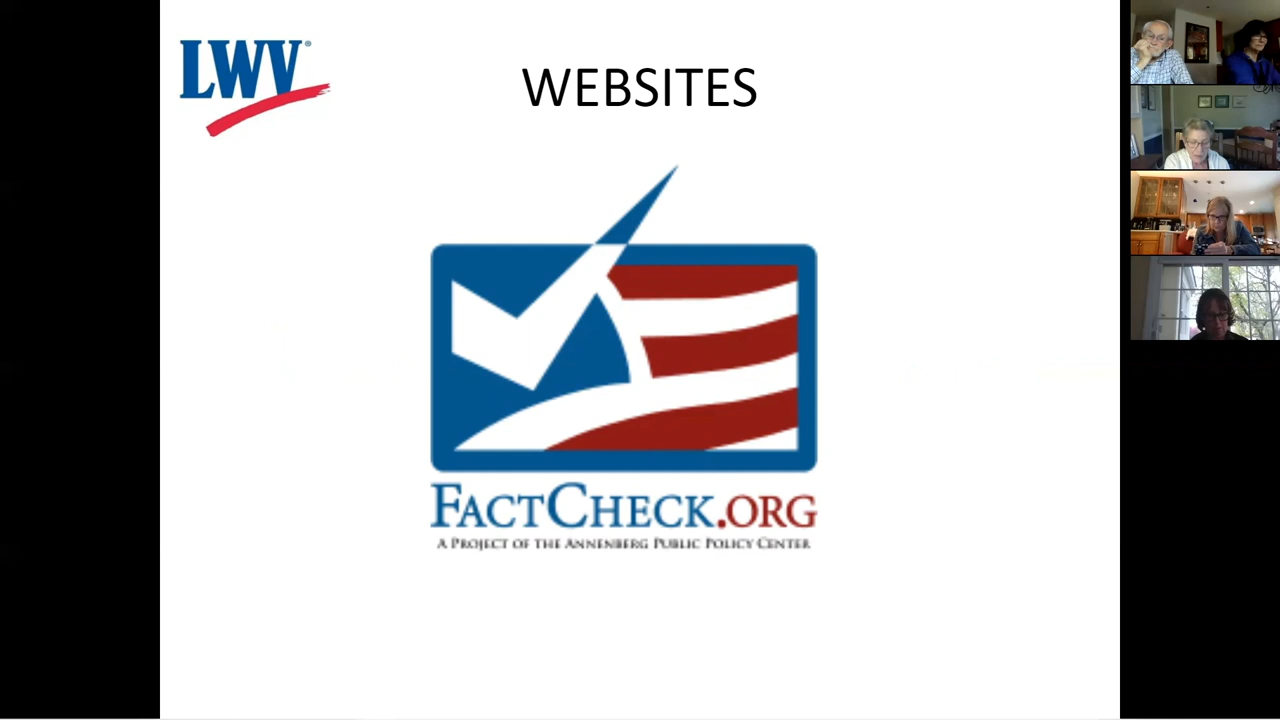 LWV®
WEBSITES
FACTCHECK.ORG
A PROJECT OF THE ANNENBERG PUBLIC POLICY CENTER